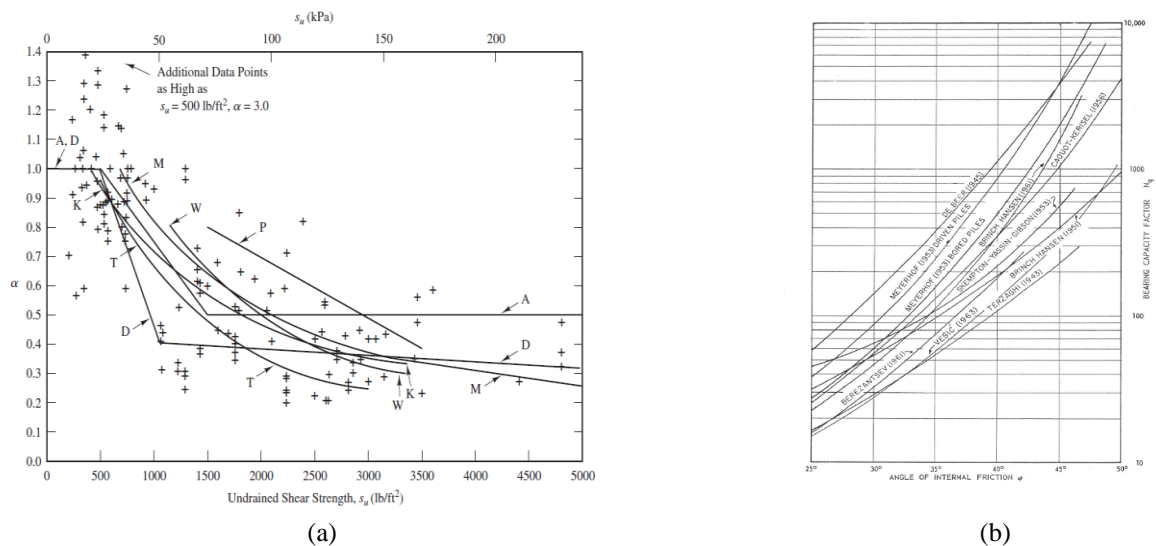 s_u (kPa)
0 50 100 150 200
1.4
1.3
1.2
1.1
1.0
0.9
0.8
0.7
0.6
0.5
0.4
0.3
0.2
0.1
0.0
α
Additional Data Points
as High as
s_u = 500 lb/ft², α = 3.0
A, D
M
K
W
P
T
A
D
D
T
K
M
W
0 500 1000 1500 2000 2500 3000 3500 4000 4500 5000
Undrained Shear Strength, s_u (lb/ft²)
(a)
10,000
1000
100
10
BEARING CAPACITY FACTOR N_q
DE BEER (1945)
MEYERHOF (1953) DRIVEN PILES
MEYERHOF (1953) BORED PILES
BRINCH HANSEN (1961)
CAQUOT-KERISEL (1956)
SKEMPTON-YASSIN-GIBSON (1953)
BRINCH HANSEN (1951)
TERZAGHI (1943)
VESIC (1963)
BEREZANTSEV (1961)
25° 30° 35° 40° 45° 50°
ANGLE OF INTERNAL FRICTION φ
(b)